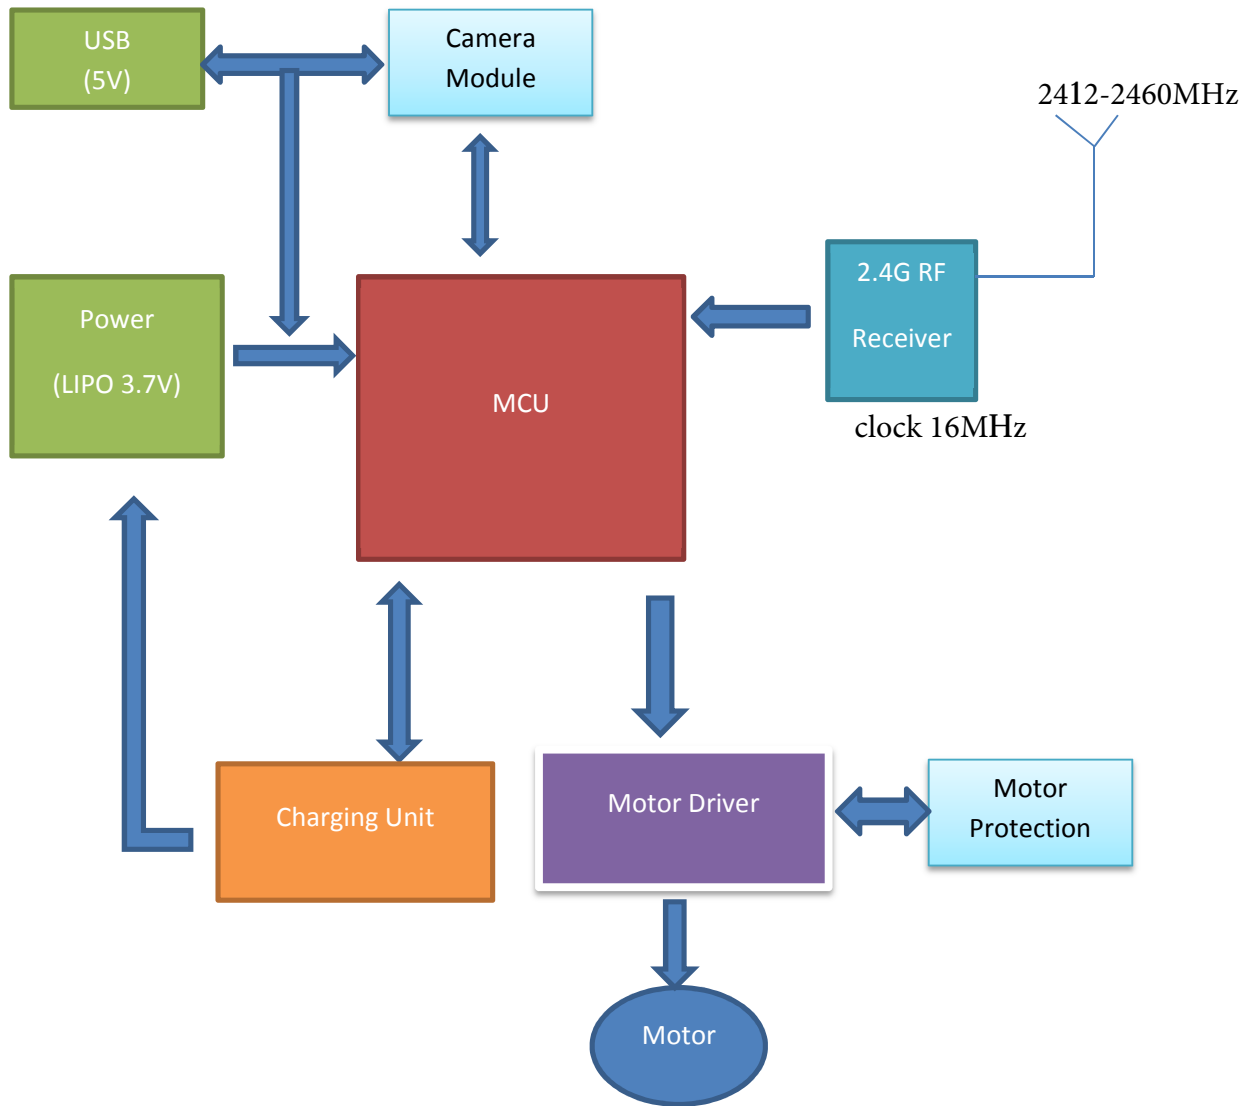 USB
(5V)
Camera
Module
2412-2460MHz
2.4G RF
Receiver
clock 16MHz
Power
(LIPO 3.7V)
MCU
Charging Unit
Motor Driver
Motor
Protection
Motor